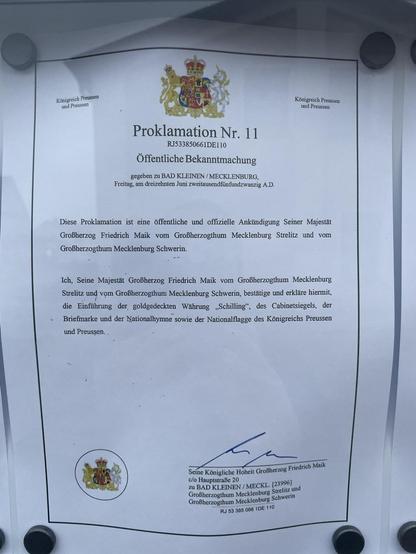 Königreich Preussen
und Preussen
Königreich Preussen
und Preussen
Proklamation Nr. 11
RJ533850661DE110
Öffentliche Bekanntmachung
gegeben zu BAD KLEINEN / MECKLENBURG,
Freitag, am dreizehnten Juni zweitausendfünfundzwanzig A.D.
Diese Proklamation ist eine öffentliche und offizielle Ankündigung Seiner Majestät
Großherzog Friedrich Maik vom Großherzogthum Mecklenburg Strelitz und vom
Großherzogthum Mecklenburg Schwerin.
Ich, Seine Majestät Großherzog Friedrich Maik vom Großherzogthum Mecklenburg
Strelitz und vom Großherzogthum Mecklenburg Schwerin, bestätige und erkläre hiermit,
die Einführung der goldgedeckten Währung „Schilling", des Cabinetsiegels, der
Briefmarke und der Nationalhymne sowie der Nationalflagge des Königreichs Preussen
und Preussen.
Seine Königliche Hoheit Großherzog Friedrich Maik
c/o Hauptstraße 20
zu BAD KLEINEN / MECKL. [23996]
Großherzogthum Mecklenburg Strelitz und
Großherzogthum Mecklenburg Schwerin
RJ 53 385 066 1DE 110